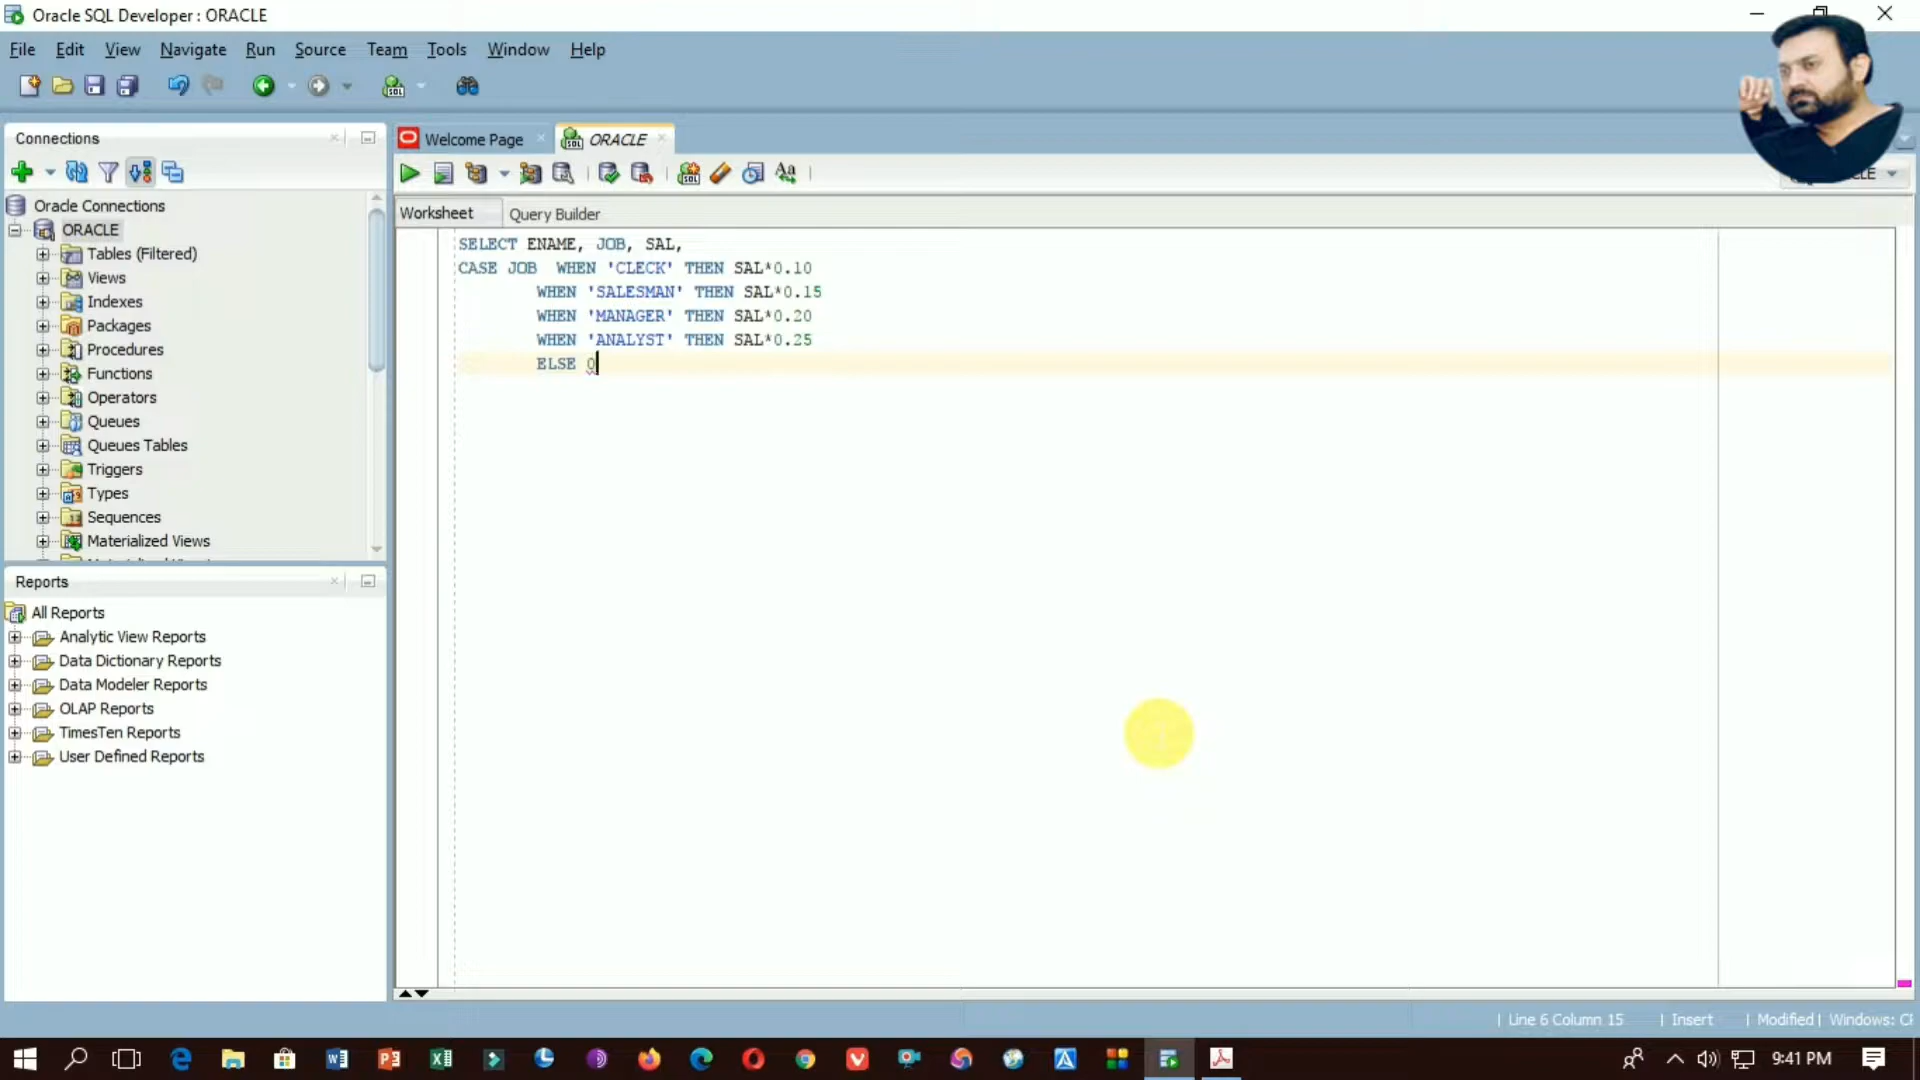 Oracle SQL Developer : ORACLE
File Edit View Navigate Run Source Team Tools Window Help
Connections
Oracle Connections
ORACLE
Tables (Filtered)
Views
Indexes
Packages
Procedures
Functions
Operators
Queues
Queues Tables
Triggers
Types
Sequences
Materialized Views
Reports
All Reports
Analytic View Reports
Data Dictionary Reports
Data Modeler Reports
OLAP Reports
TimesTen Reports
User Defined Reports
Welcome Page ORACLE
Worksheet Query Builder
SELECT ENAME, JOB, SAL,
CASE JOB WHEN 'CLECK' THEN SAL*0.10
WHEN 'SALESMAN' THEN SAL*0.15
WHEN 'MANAGER' THEN SAL*0.20
WHEN 'ANALYST' THEN SAL*0.25
ELSE 0
Line 6 Column 15 | Insert | Modified | Windows:
9:41 PM